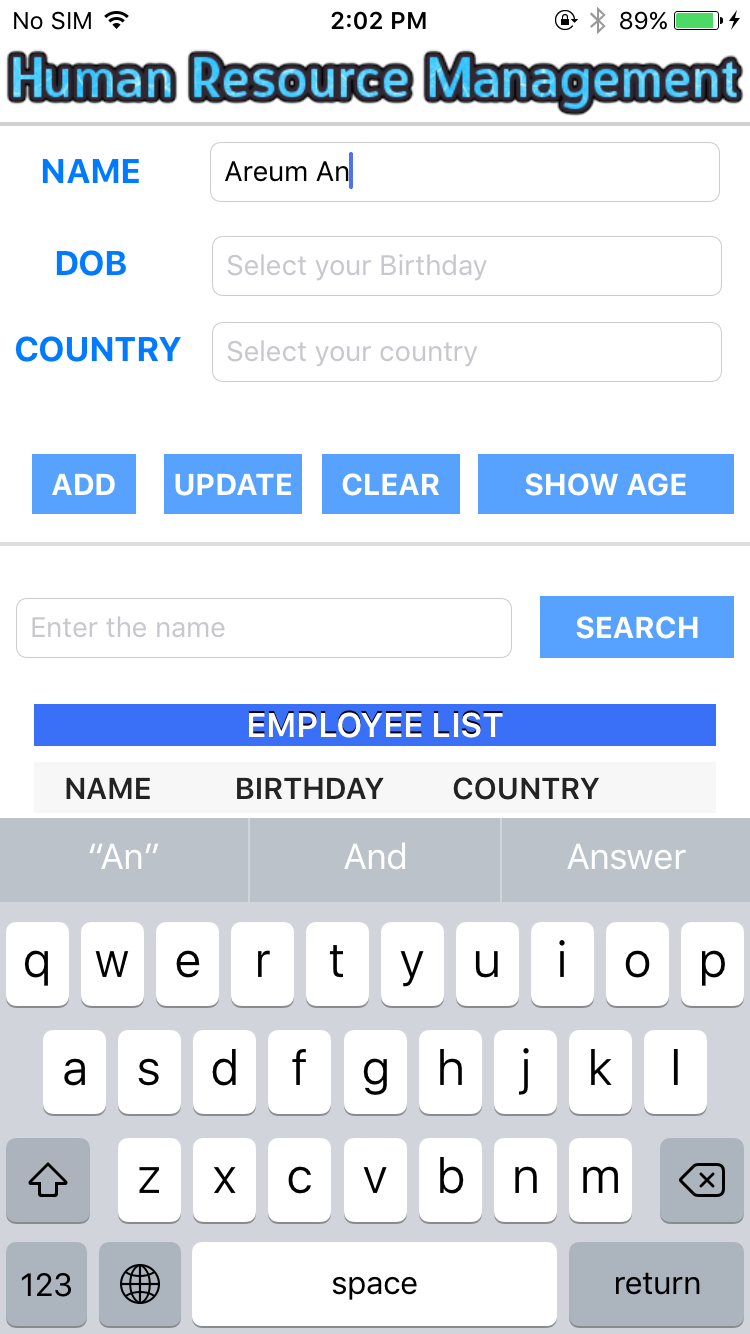 No SIM 2:02 PM 89%
Human Resource Management
NAME Areum An
DOB Select your Birthday
COUNTRY Select your country
ADD UPDATE CLEAR SHOW AGE
Enter the name SEARCH
EMPLOYEE LIST
NAME BIRTHDAY COUNTRY
“An” And Answer
q w e r t y u i o p
a s d f g h j k l
z x c v b n m
123 space return